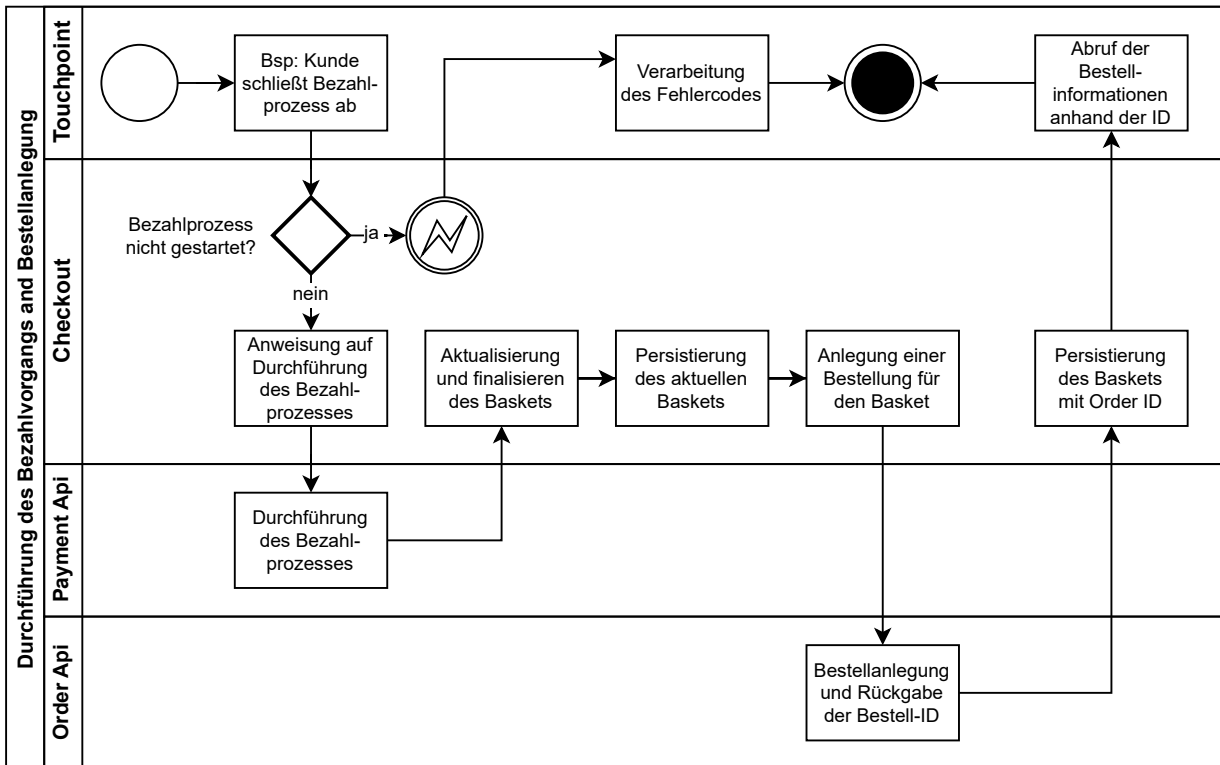 Durchführung des Bezahlvorgangs and Bestellanlegung
Touchpoint
Bsp: Kunde
schließt Bezahl-
prozess ab
Verarbeitung
des Fehlercodes
Abruf der
Bestell-
informationen
anhand der ID
Checkout
Bezahlprozess
nicht gestartet?
ja
nein
Anweisung auf
Durchführung
des Bezahl-
prozesses
Aktualisierung
und finalisieren
des Baskets
Persistierung
des aktuellen
Baskets
Anlegung einer
Bestellung für
den Basket
Persistierung
des Baskets
mit Order ID
Payment Api
Durchführung
des Bezahl-
prozesses
Order Api
Bestellanlegung
und Rückgabe
der Bestell-ID